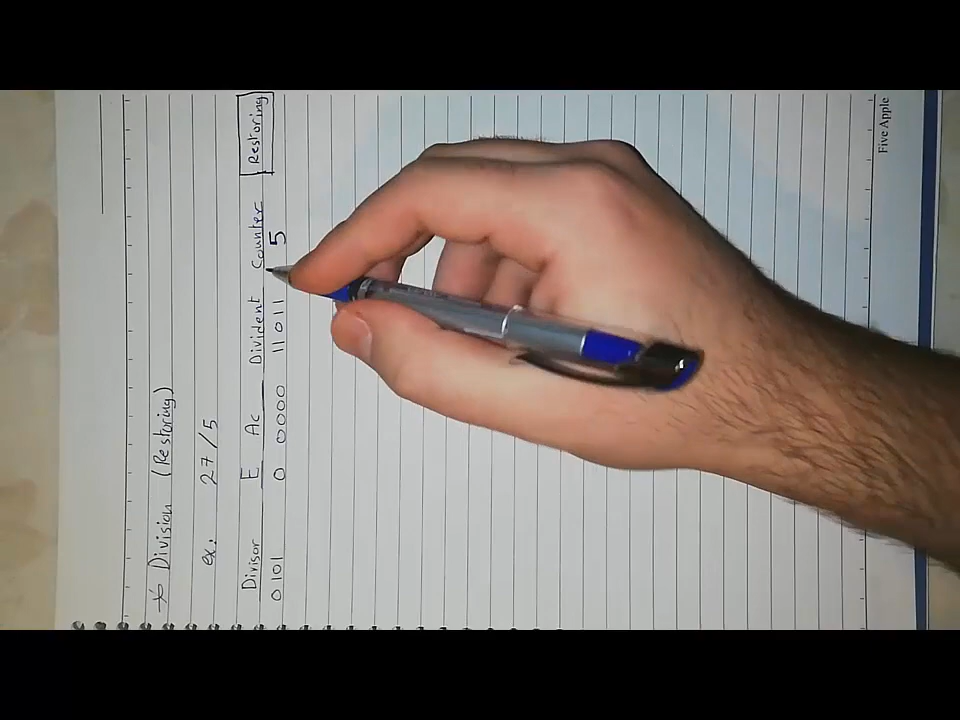 * Division (Restoring)
ex. 27/5
Divisor E Ac Divident Counter Restoring
0101 0 0000 11011 5
Five Apple